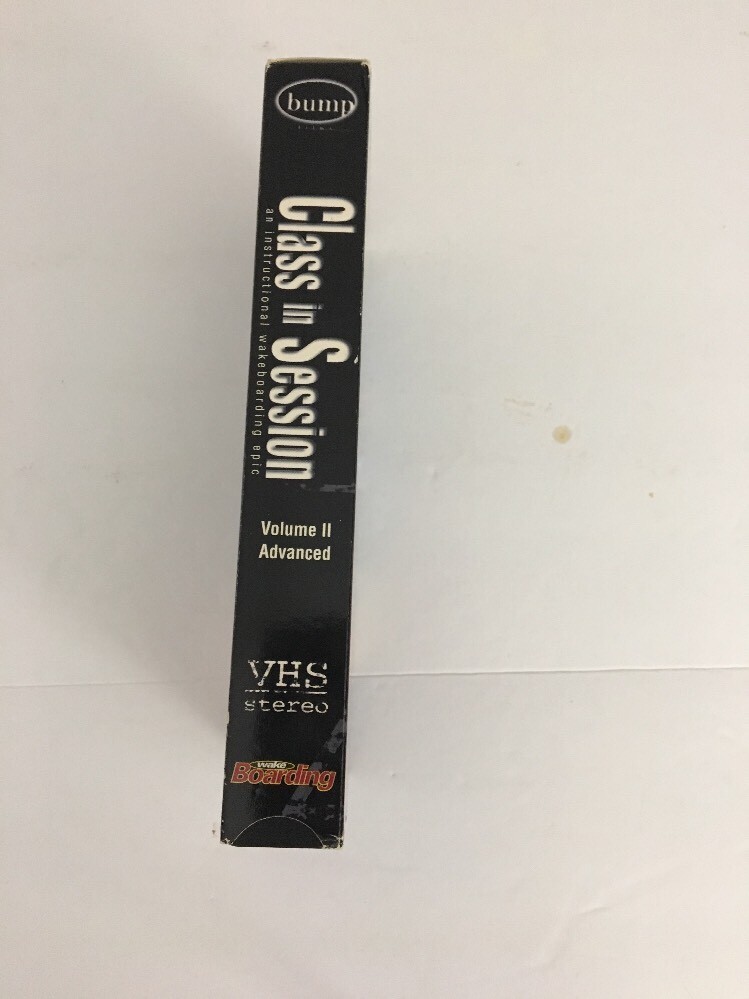 bump
Class in Session
an instructional wakeboarding epic
Volume II
Advanced
VHS
stereo
wake
Boarding